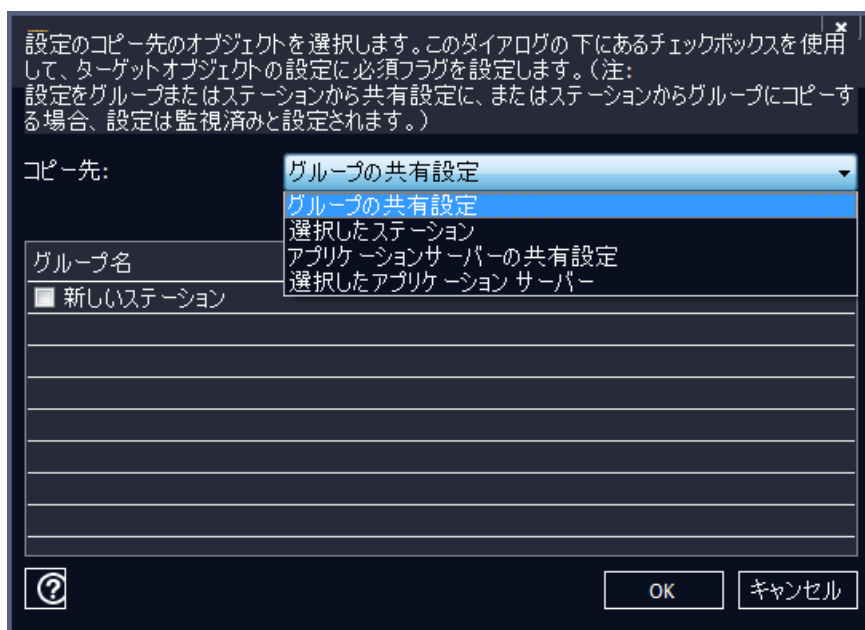 設定のコピー先のオブジェクトを選択します。このダイアログの下にあるチェックボックスを使用
して、ターゲットオブジェクトの設定に必須フラグを設定します。（注:
設定をグループまたはステーションから共有設定に、またはステーションからグループにコピーす
る場合、設定は監視済みと設定されます。）
コピー先:
グループの共有設定
グループの共有設定
選択したステーション
アプリケーションサーバーの共有設定
選択したアプリケーション サーバー
グループ名
新しいステーション
OK
キャンセル